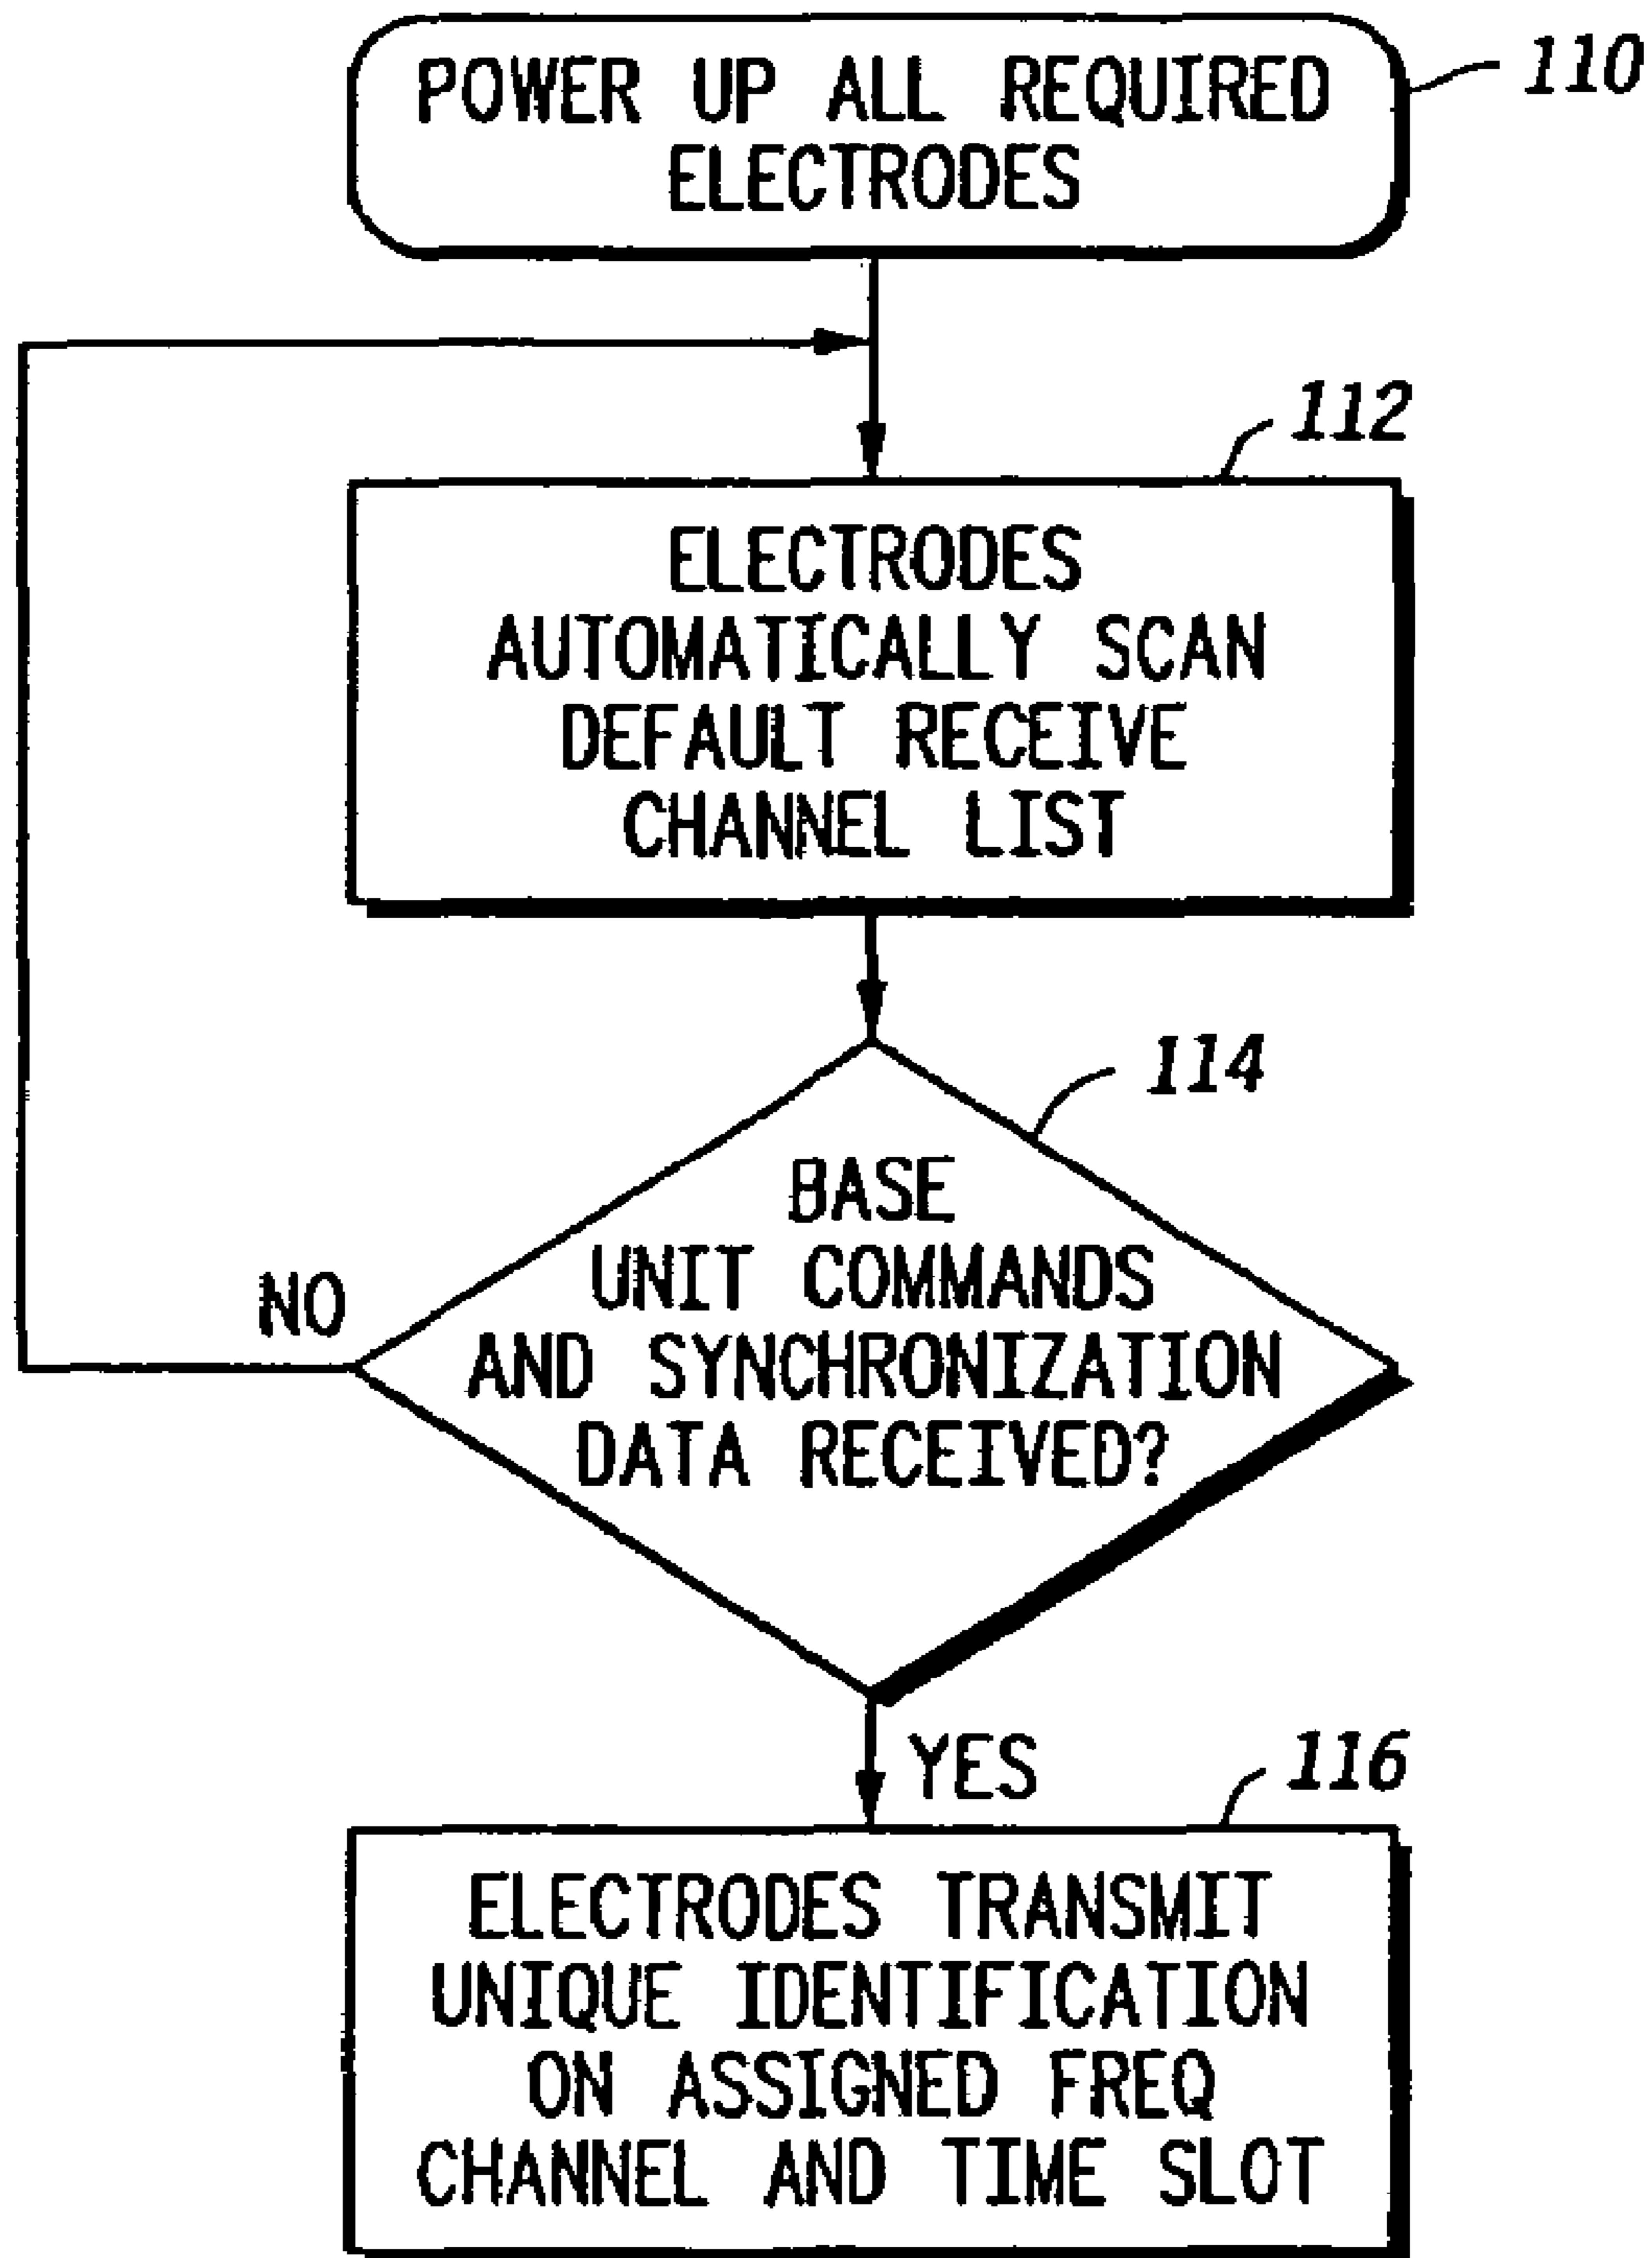 POWER UP ALL REQUIRED
ELECTRODES
110
112
ELECTRODES
AUTOMATICALLY SCAN
DEFAULT RECEIVE
CHANNEL LIST
114
BASE
UNIT COMMANDS
AND SYNCHRONIZATION
DATA RECEIVED?
NO
YES
116
ELECTRODES TRANSMIT
UNIQUE IDENTIFICATION
ON ASSIGNED FREQ
CHANNEL AND TIME SLOT